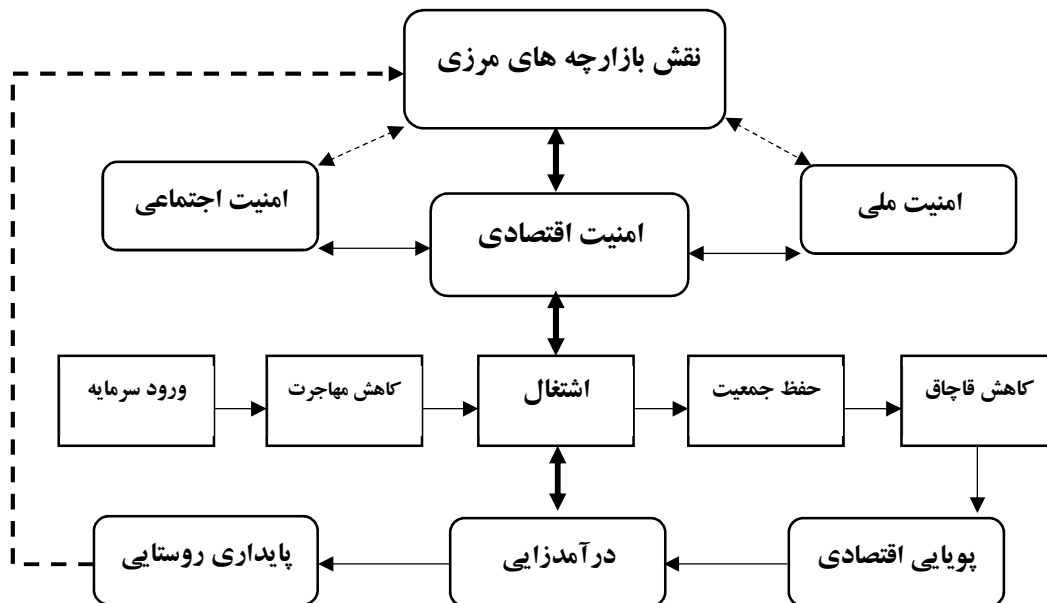 نقش بازارچه های مرزی
امنیت ملی
امنیت اجتماعی
امنیت اقتصادی
کاهش قاچاق
حفظ جمعیت
اشتغال
کاهش مهاجرت
ورود سرمایه
پویایی اقتصادی
درآمدزایی
پایداری روستایی